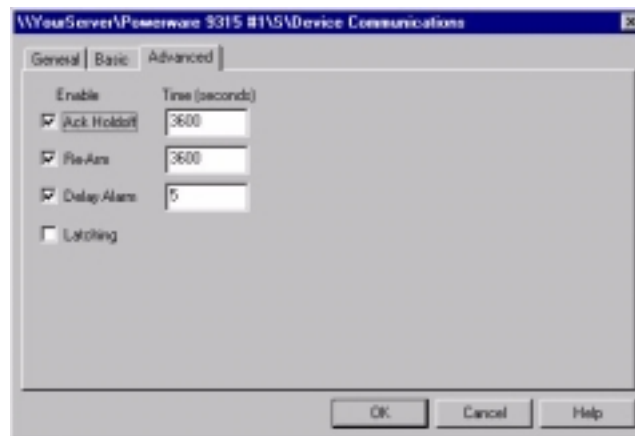 \\YourServer\Powerware 9315 #1\S\Device Communications
General Basic Advanced
Enable Time (seconds)
Ack Holdoff 3600
Re-Arm 3600
Delay Alarm 5
Latching
OK Cancel Help